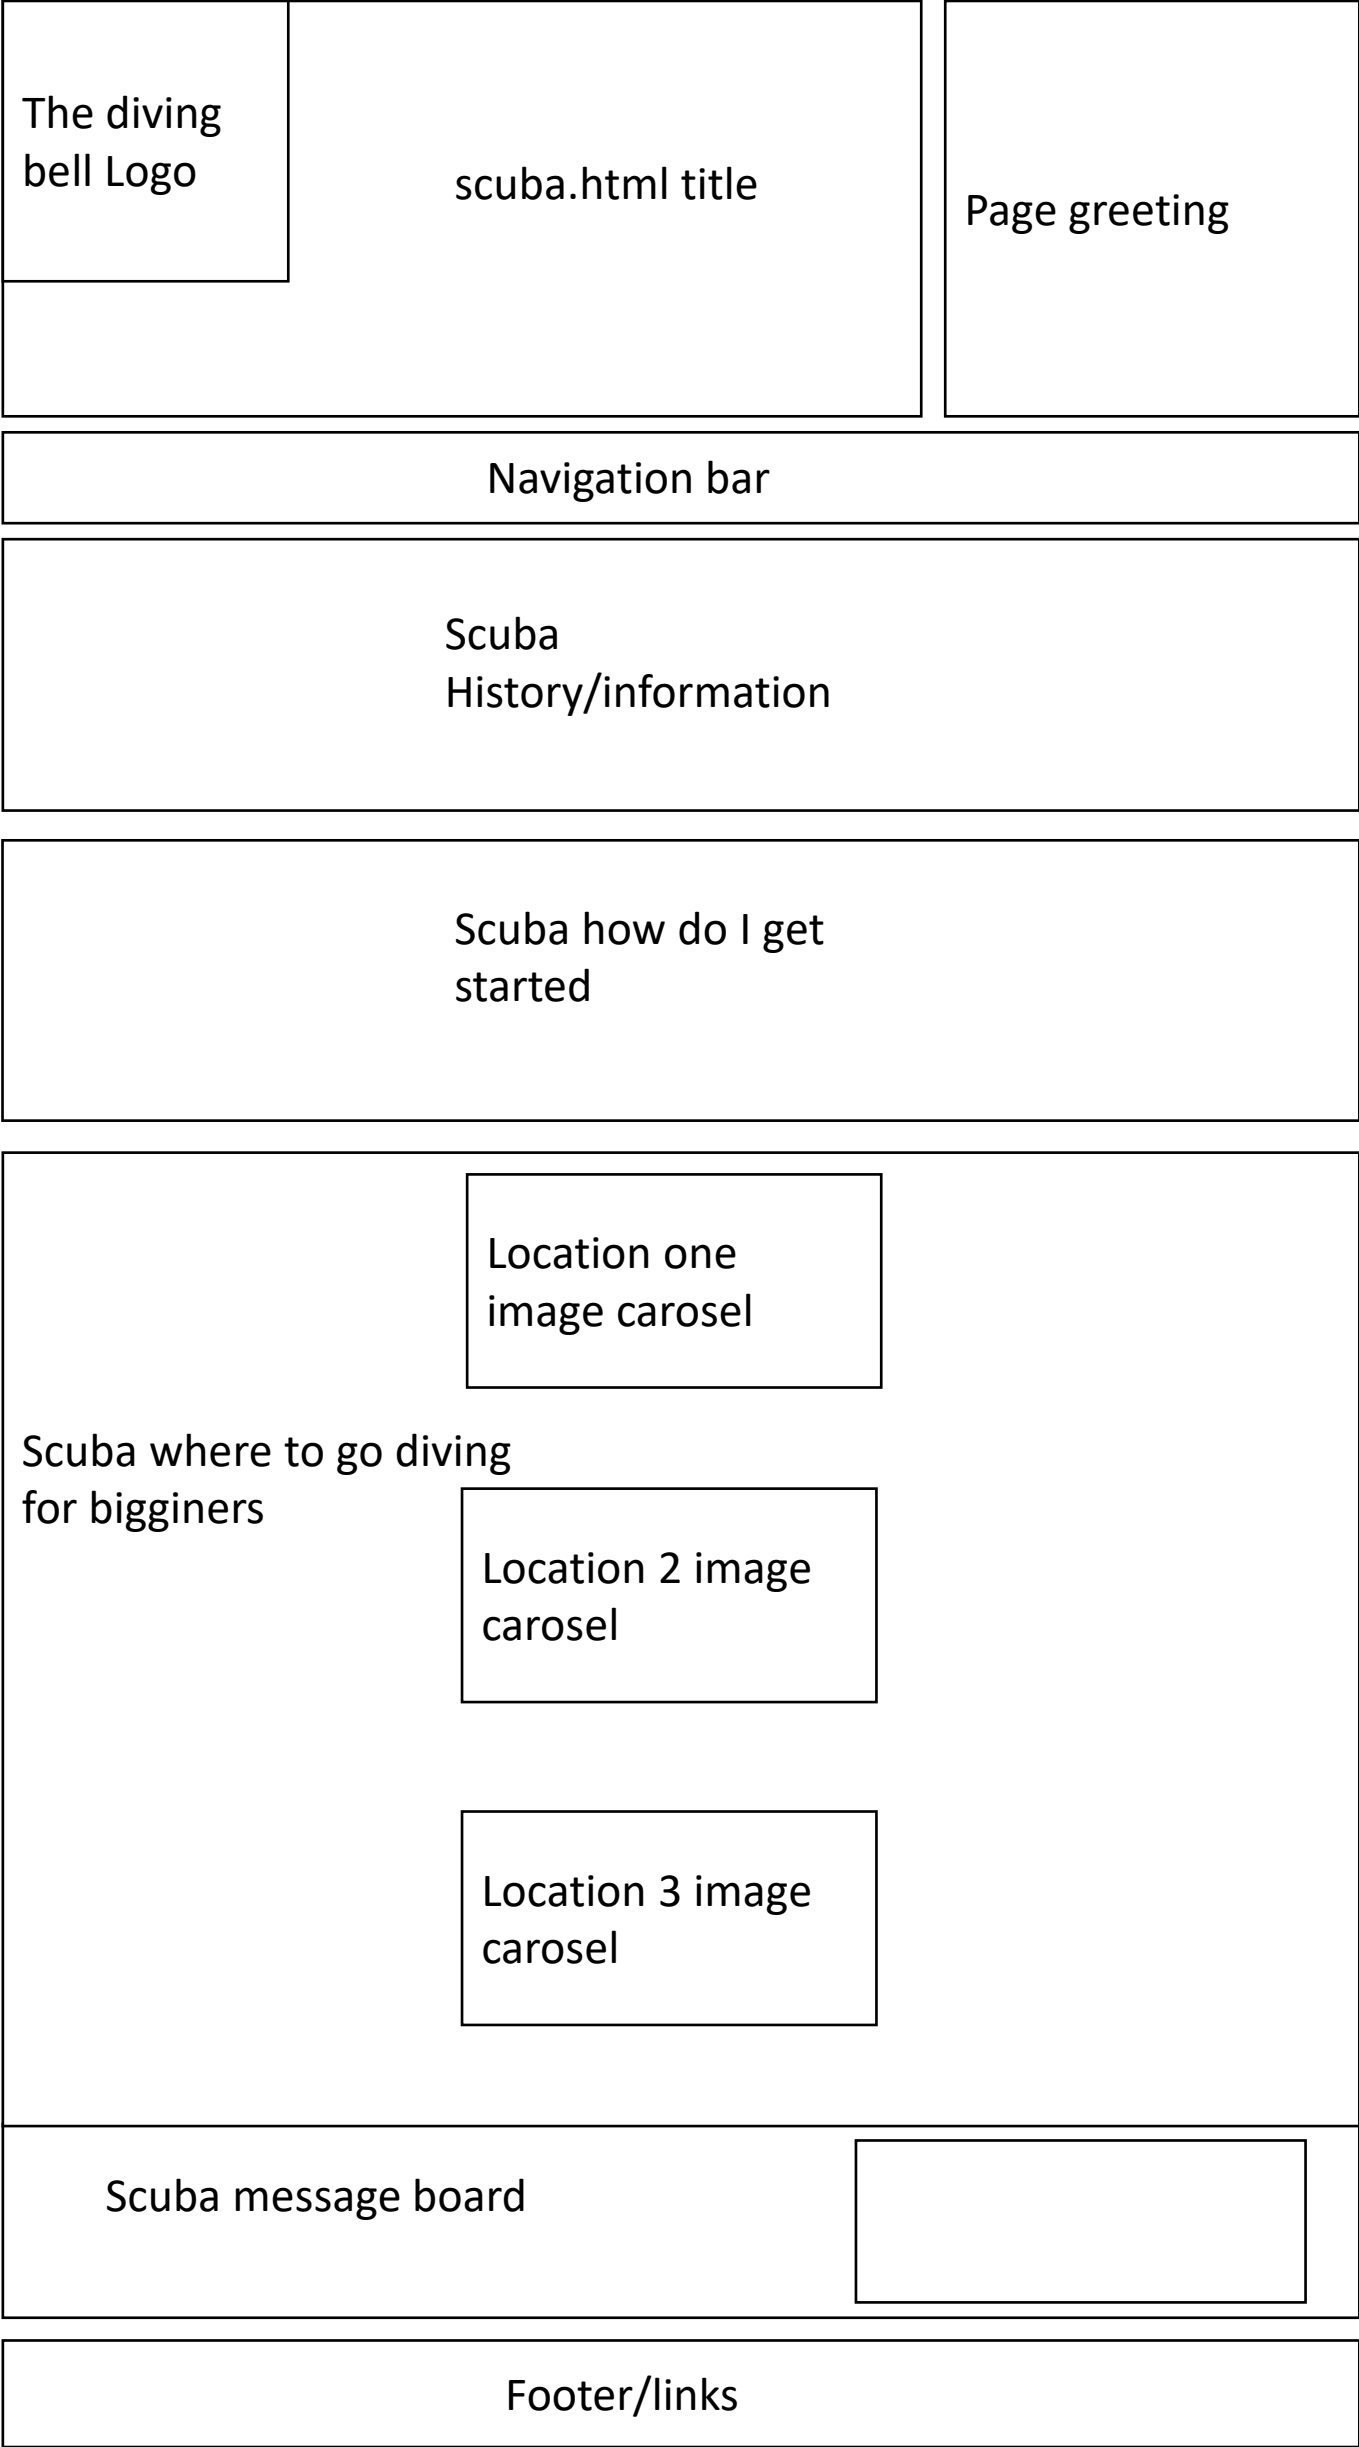 The diving
bell Logo
scuba.html title
Page greeting
Navigation bar
Scuba
History/information
Scuba how do I get
started
Location one
image carosel
Scuba where to go diving
for bigginers
Location 2 image
carosel
Location 3 image
carosel
Scuba message board
Footer/links